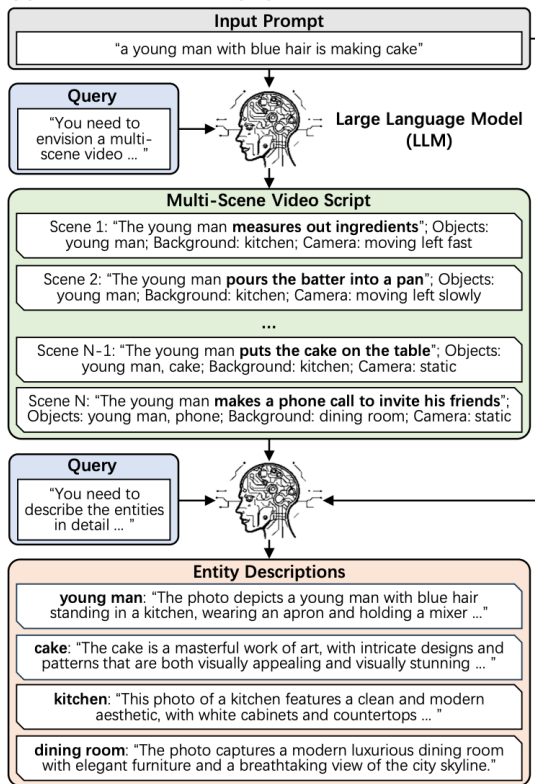 Input Prompt
“a young man with blue hair is making cake”
Query
“You need to
envision a multi-
scene video ... ”
Large Language Model
(LLM)
Multi-Scene Video Script
Scene 1: “The young man measures out ingredients”; Objects:
young man; Background: kitchen; Camera: moving left fast
Scene 2: “The young man pours the batter into a pan”; Objects:
young man; Background: kitchen; Camera: moving left slowly
...
Scene N-1: “The young man puts the cake on the table”; Objects:
young man, cake; Background: kitchen; Camera: static
Scene N: “The young man makes a phone call to invite his friends”;
Objects: young man, phone; Background: dining room; Camera: static
Query
“You need to
describe the entities
in detail ... ”
Entity Descriptions
young man: “The photo depicts a young man with blue hair
standing in a kitchen, wearing an apron and holding a mixer ...”
cake: “The cake is a masterful work of art, with intricate designs and
patterns that are both visually appealing and visually stunning ... ”
kitchen: “This photo of a kitchen features a clean and modern
aesthetic, with white cabinets and countertops ... ”
dining room: “The photo captures a modern luxurious dining room
with elegant furniture and a breathtaking view of the city skyline.”